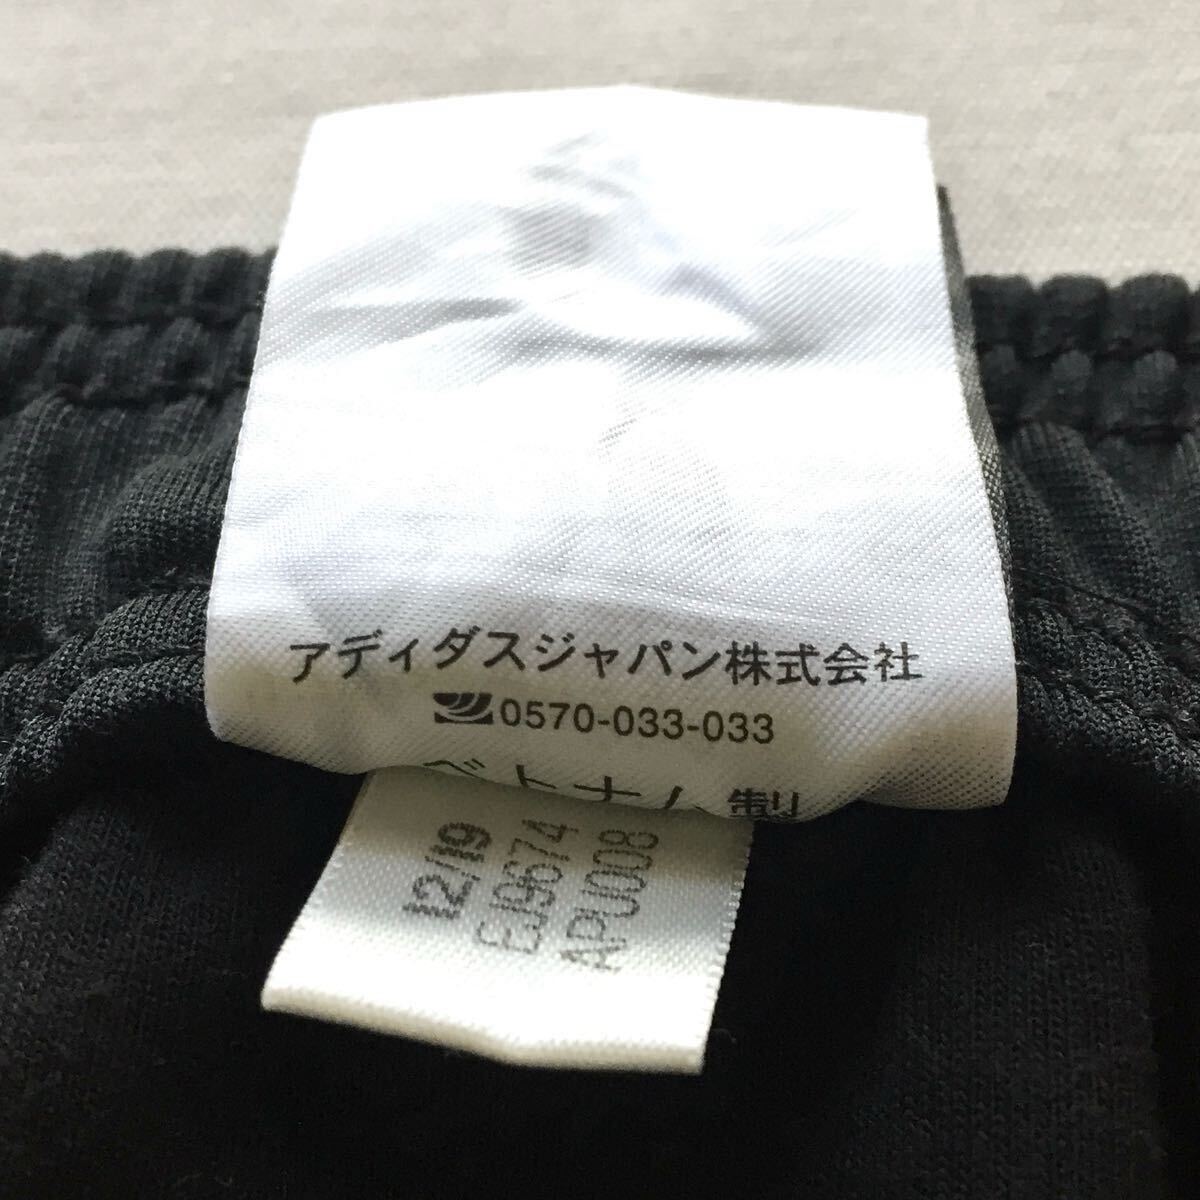 アディダスジャパン株式会社
0570-033-033
ベトナム製
12/19
EJ9674
APU008